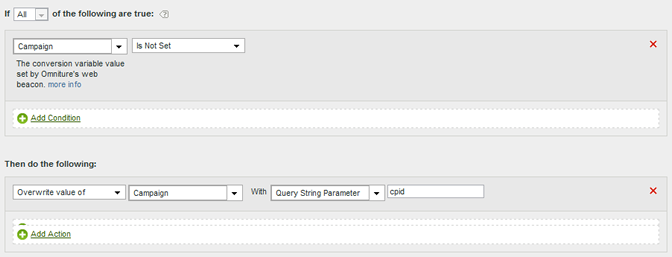 If All of the following are true:
Campaign Is Not Set
The conversion variable value
set by Omniture's web
beacon. more info
Add Condition
Then do the following:
Overwrite value of Campaign With Query String Parameter cpid
Add Action